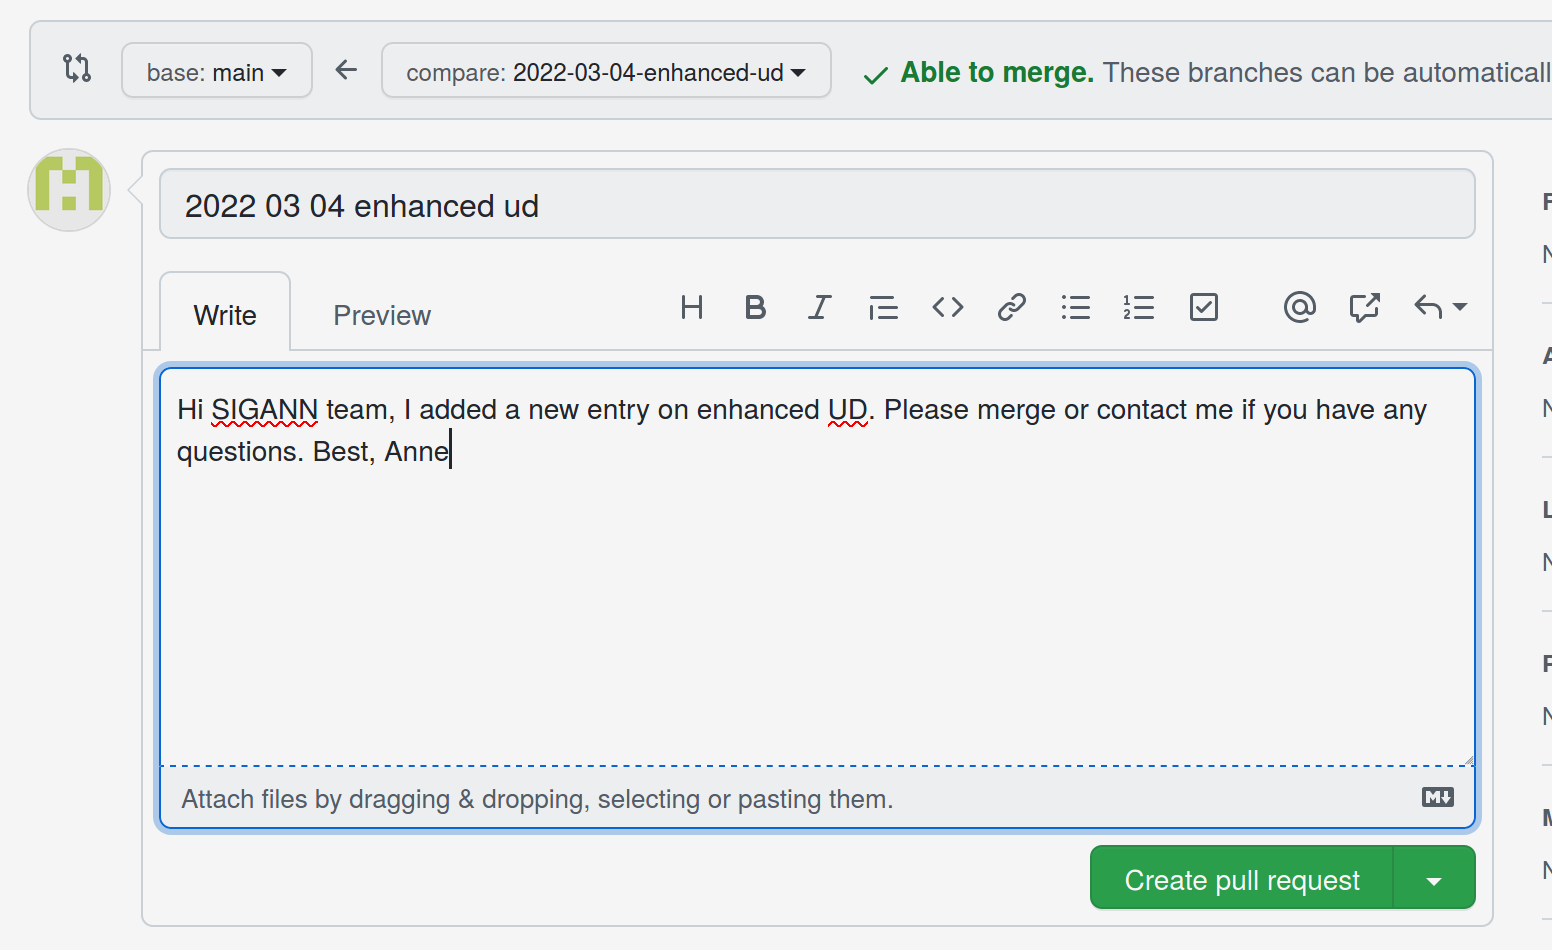 base: main compare: 2022-03-04-enhanced-ud Able to merge. These branches can be
2022 03 04 enhanced ud
Write Preview
Hi SIGANN team, I added a new entry on enhanced UD. Please merge or contact me if you have any
questions. Best, Anne
Attach files by dragging & dropping, selecting or pasting them.
Create pull request